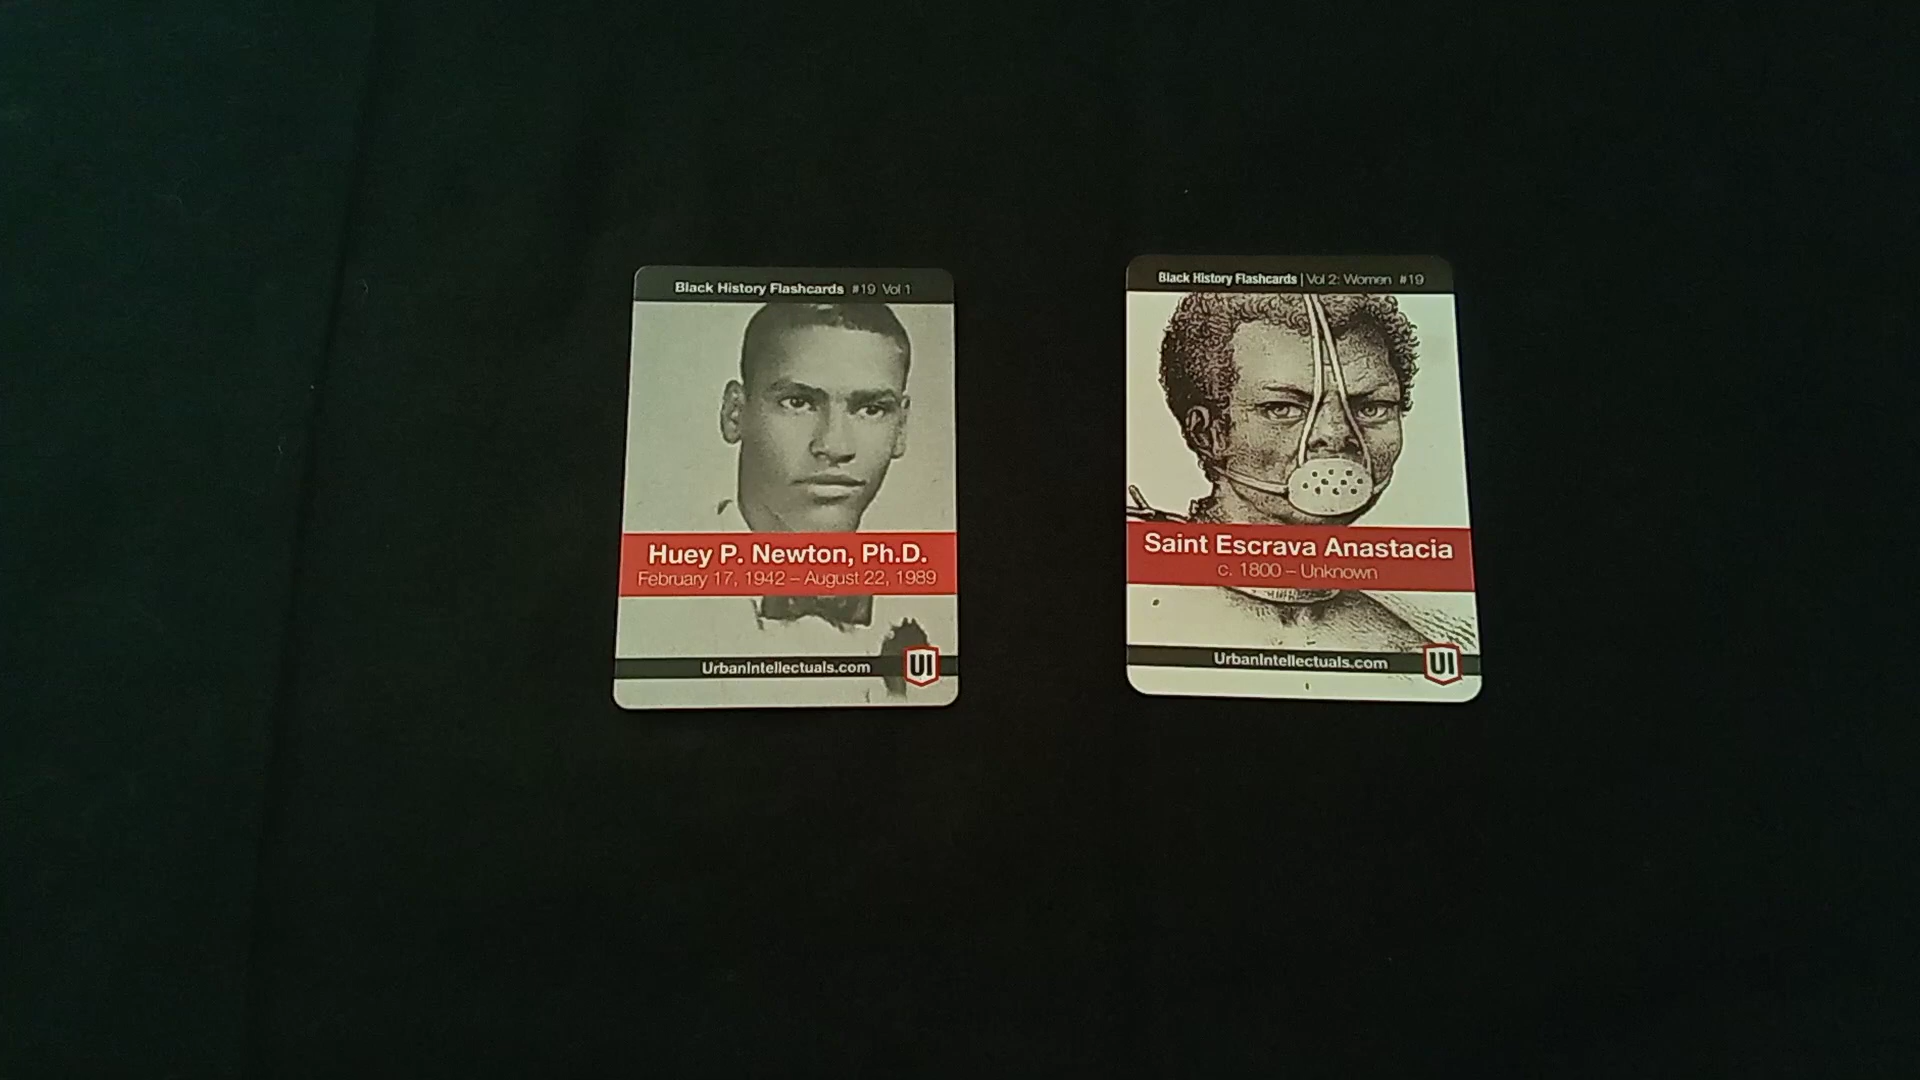 Black History Flashcards #19 Vol 1
Huey P. Newton, Ph.D.
February 17, 1942 – August 22, 1989
UrbanIntellectuals.com
UI
Black History Flashcards | Vol 2: Women #19
Saint Escrava Anastacia
c. 1800 – Unknown
UrbanIntellectuals.com
UI